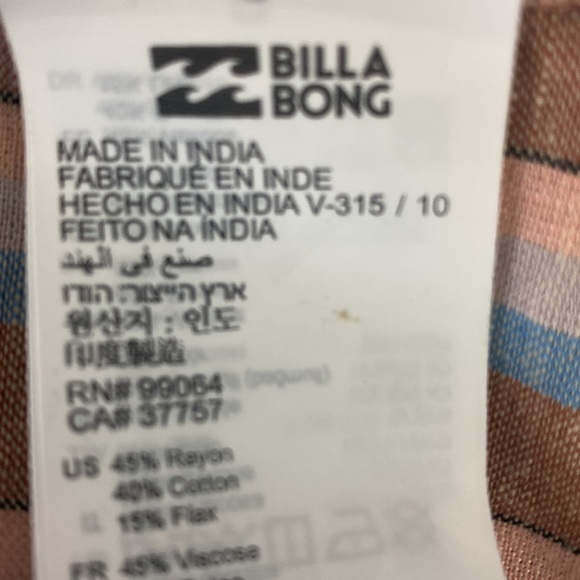 BILLA
BONG
MADE IN INDIA
FABRIQUÉ EN INDE
HECHO EN INDIA V-315 / 10
FEITO NA ÍNDIA
صنع في الهند
ארץ הייצור: הודו
원산지 : 인도
印度製造
RN# 99064
CA# 37757
US 45% Rayon
40% Cotton
15% Flax
FR 45% Viscose